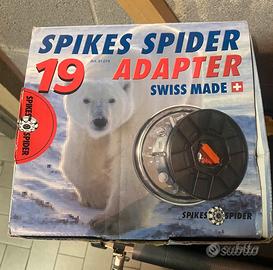 SPIKES SPIDER
19 ADAPTER
SWISS MADE
SPIKES
SPIDER
SPIKES SPIDER
subito